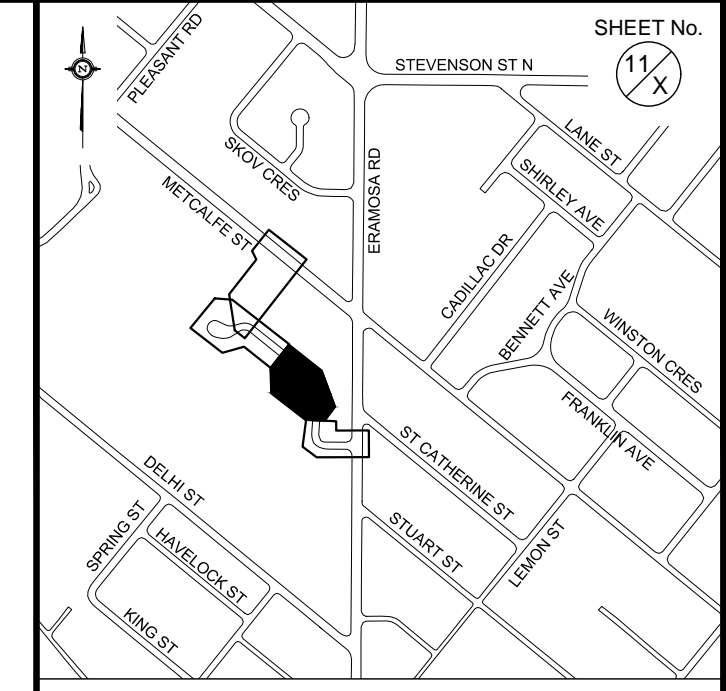 SHEET No.
11/X
PLEASANT RD
STEVENSON ST N
LANE ST
SKOV CRES
SHIRLEY AVE
METCALFE ST
ERAMOSA RD
CADILLAC DR
BENNETT AVE
WINSTON CRES
FRANKLIN AVE
ST CATHERINE ST
DELHI ST
STUART ST
LEMON ST
SPRING ST
HAVELOCK ST
KING ST
N